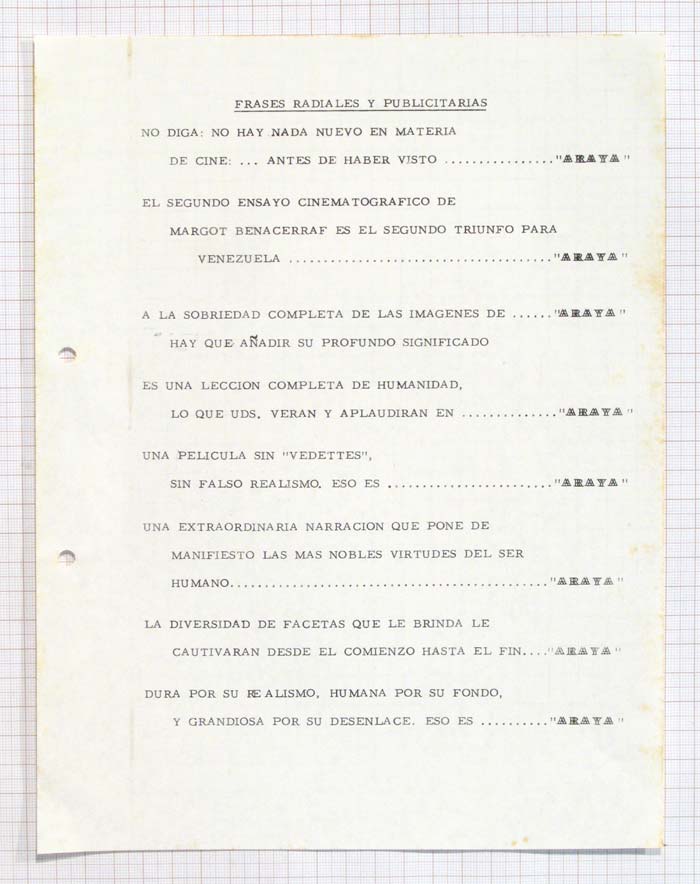 FRASES RADIALES Y PUBLICITARIAS
NO DIGA: NO HAY NADA NUEVO EN MATERIA
DE CINE: ... ANTES DE HABER VISTO ................"ARAYA"
EL SEGUNDO ENSAYO CINEMATOGRAFICO DE
MARGOT BENACERRAF ES EL SEGUNDO TRIUNFO PARA
VENEZUELA ......................................"ARAYA"
A LA SOBRIEDAD COMPLETA DE LAS IMAGENES DE ......"ARAYA"
HAY QUE AÑADIR SU PROFUNDO SIGNIFICADO
ES UNA LECCION COMPLETA DE HUMANIDAD,
LO QUE UDS. VERAN Y APLAUDIRAN EN .............."ARAYA"
UNA PELICULA SIN "VEDETTES",
SIN FALSO REALISMO. ESO ES ........................"ARAYA"
UNA EXTRAORDINARIA NARRACION QUE PONE DE
MANIFIESTO LAS MAS NOBLES VIRTUDES DEL SER
HUMANO.............................................."ARAYA"
LA DIVERSIDAD DE FACETAS QUE LE BRINDA LE
CAUTIVARAN DESDE EL COMIENZO HASTA EL FIN...."ARAYA"
DURA POR SU REALISMO, HUMANA POR SU FONDO,
Y GRANDIOSA POR SU DESENLACE. ESO ES .........."ARAYA"